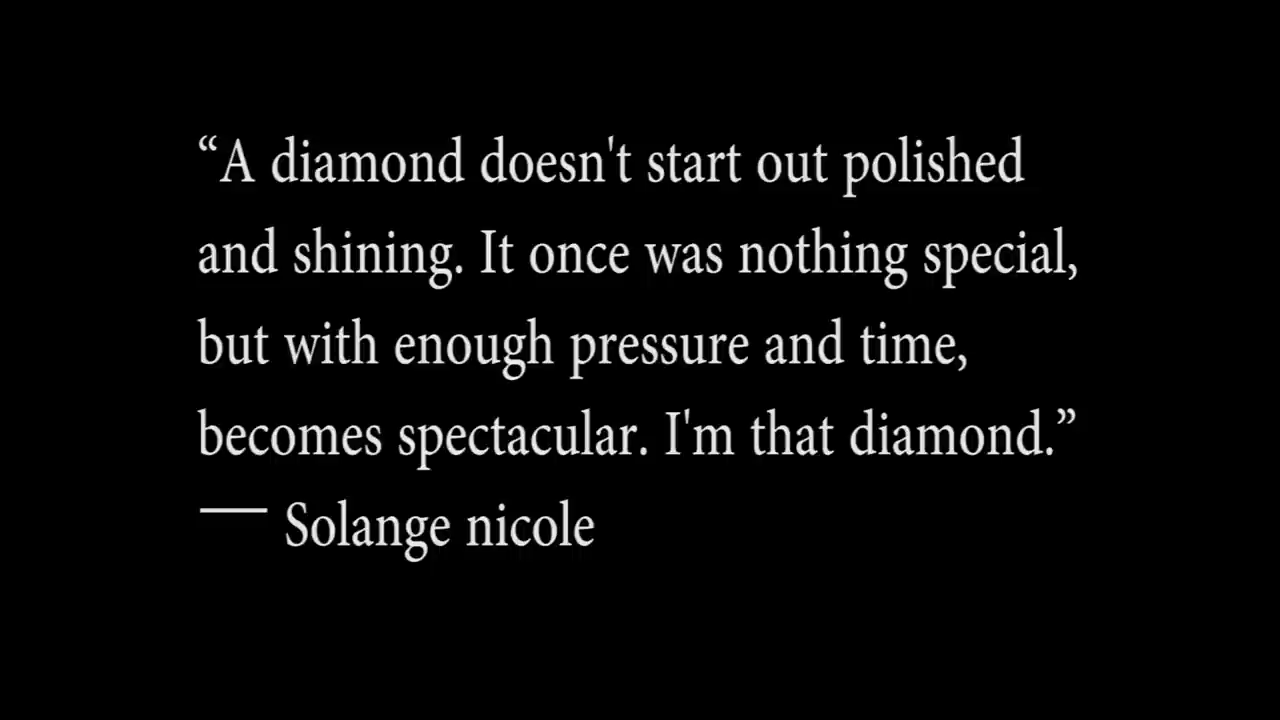 “A diamond doesn't start out polished
and shining. It once was nothing special,
but with enough pressure and time,
becomes spectacular. I'm that diamond.”
— Solange nicole